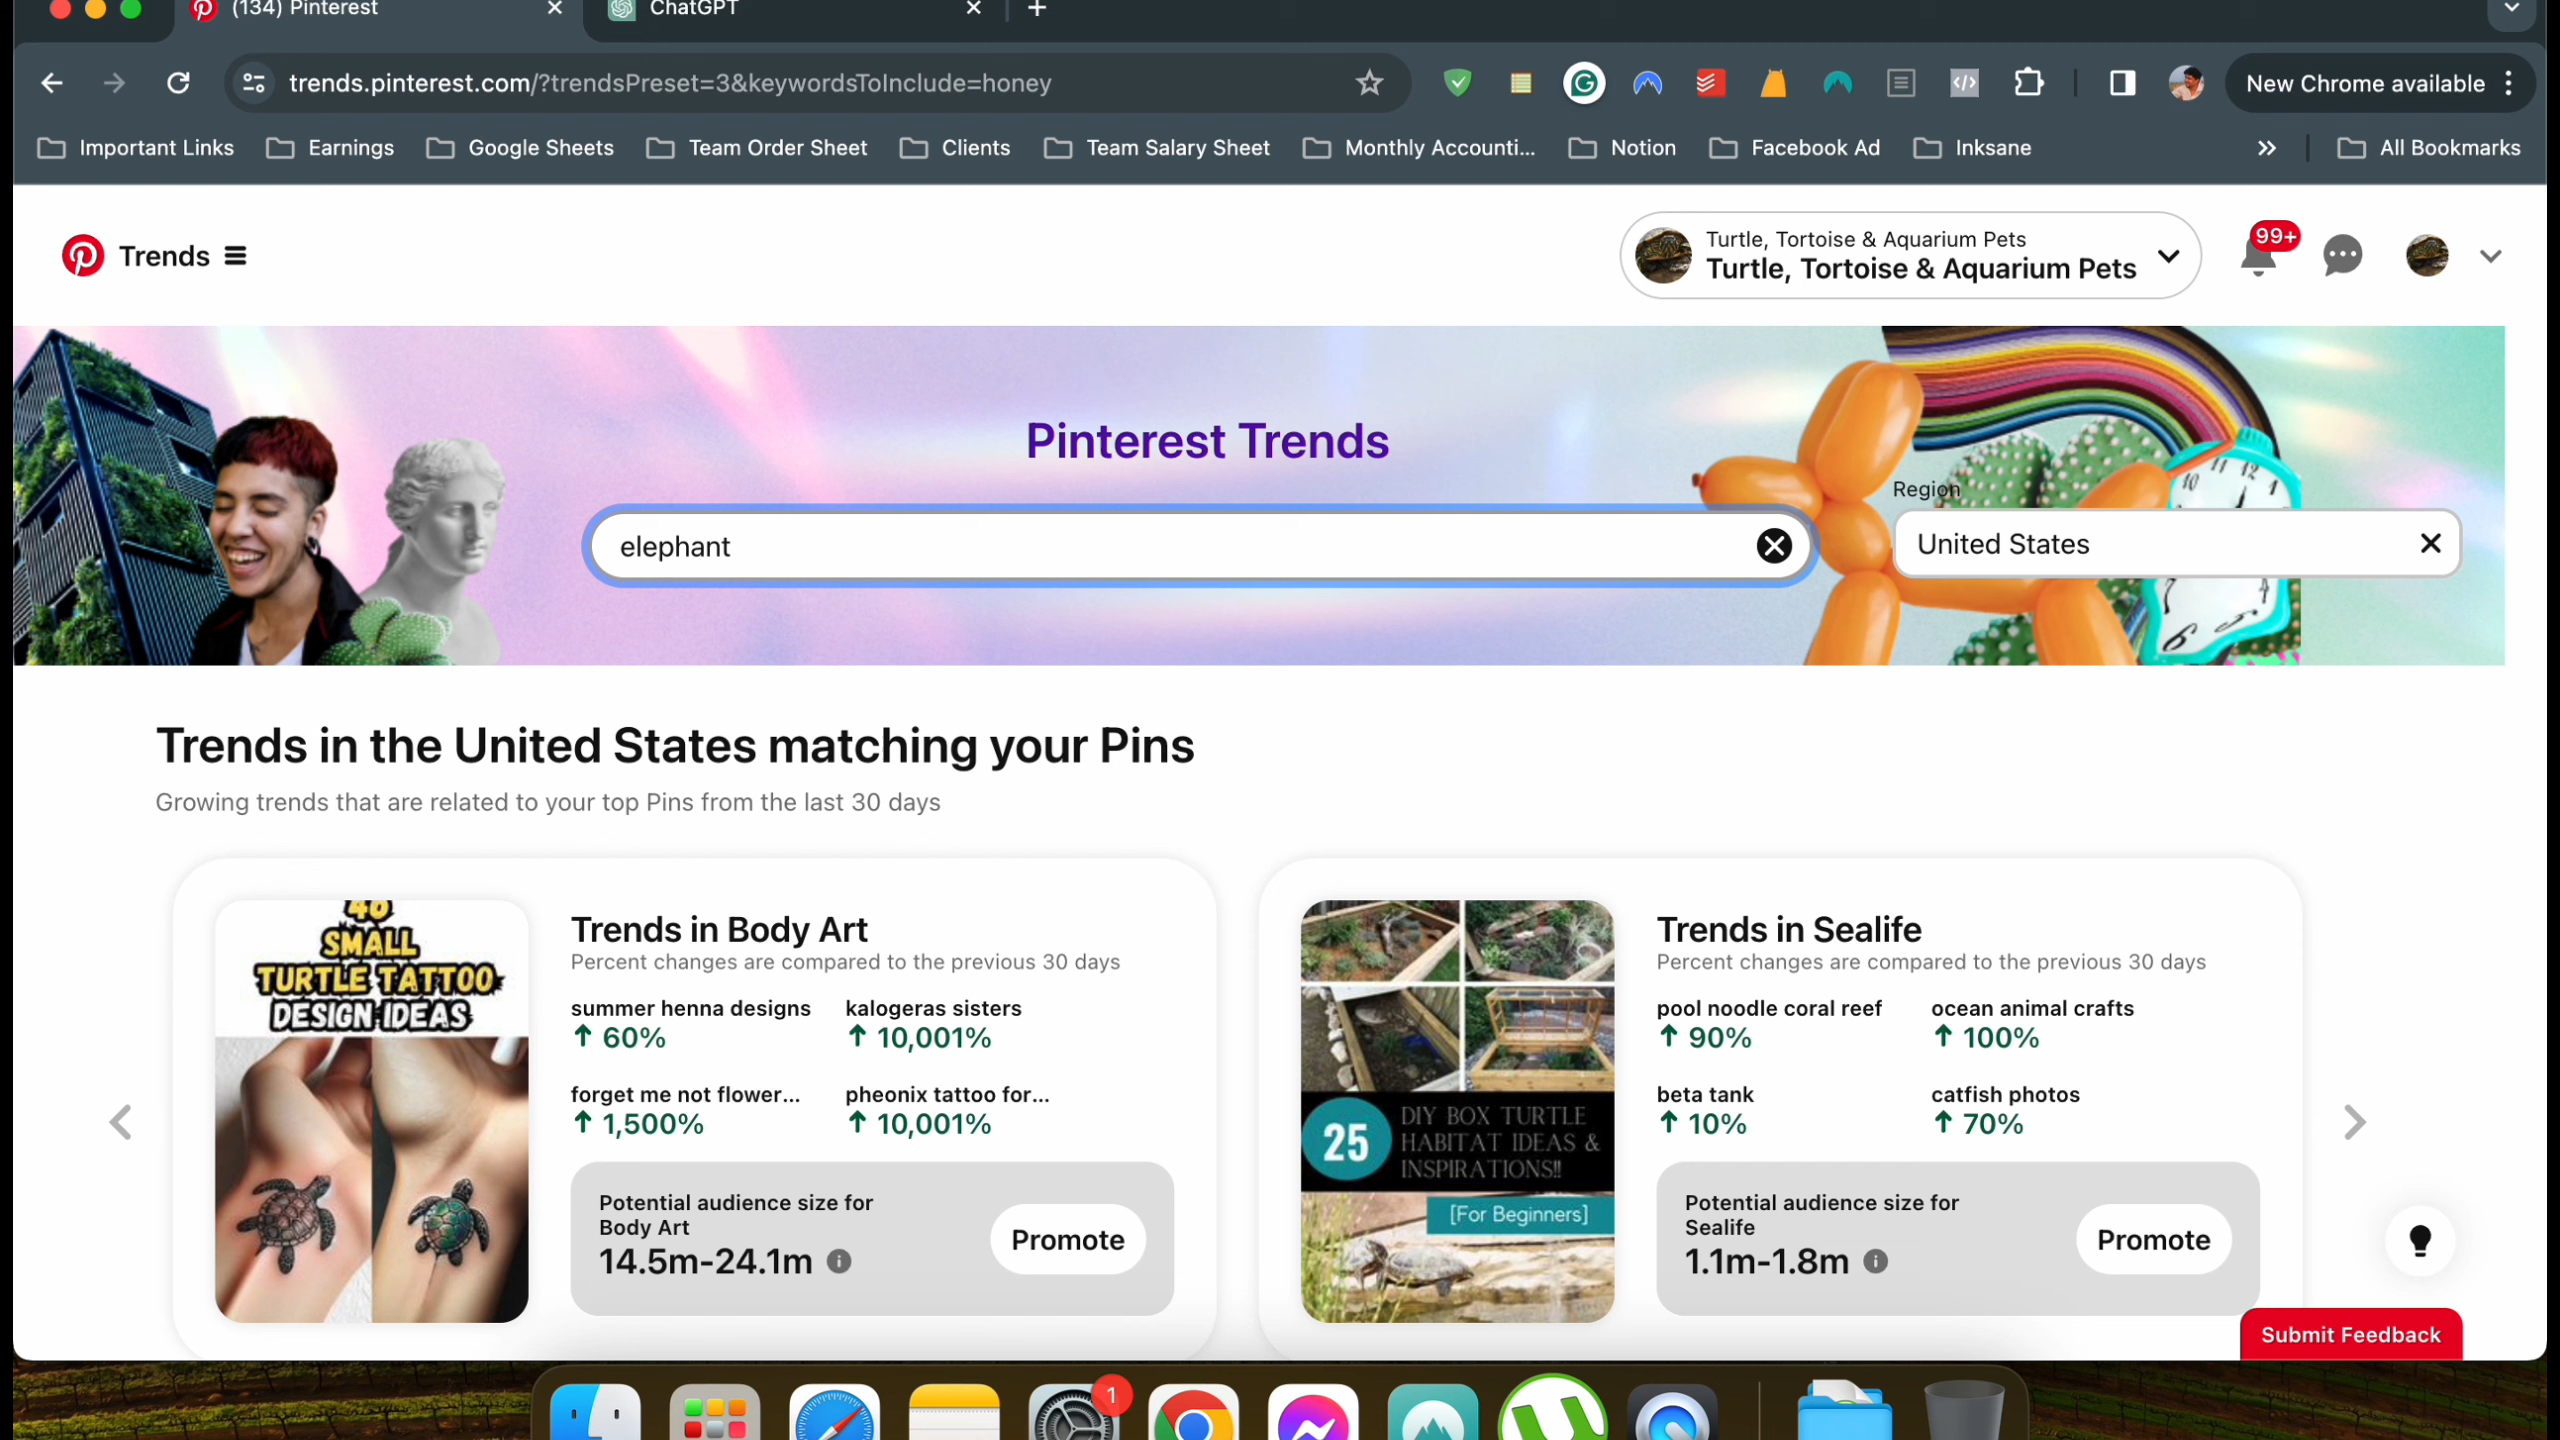 (134) Pinterest
ChatGPT
trends.pinterest.com/?trendsPreset=3&keywordsToInclude=honey
New Chrome available
Important Links
Earnings
Google Sheets
Team Order Sheet
Clients
Team Salary Sheet
Monthly Accounti...
Notion
Facebook Ad
Inksane
All Bookmarks
Trends
Turtle, Tortoise & Aquarium Pets
Turtle, Tortoise & Aquarium Pets
99+
Pinterest Trends
Region
elephant
United States
Trends in the United States matching your Pins
Growing trends that are related to your top Pins from the last 30 days
40
SMALL
TURTLE TATTOO
DESIGN IDEAS
Trends in Body Art
Percent changes are compared to the previous 30 days
summer henna designs
60%
kalogeras sisters
10,001%
forget me not flower...
1,500%
pheonix tattoo for...
10,001%
Potential audience size for
Body Art
14.5m-24.1m
Promote
25
DIY BOX TURTLE
HABITAT IDEAS &
INSPIRATIONS!!
[For Beginners]
Trends in Sealife
Percent changes are compared to the previous 30 days
pool noodle coral reef
90%
ocean animal crafts
100%
beta tank
10%
catfish photos
70%
Potential audience size for
Sealife
1.1m-1.8m
Promote
Submit Feedback
1